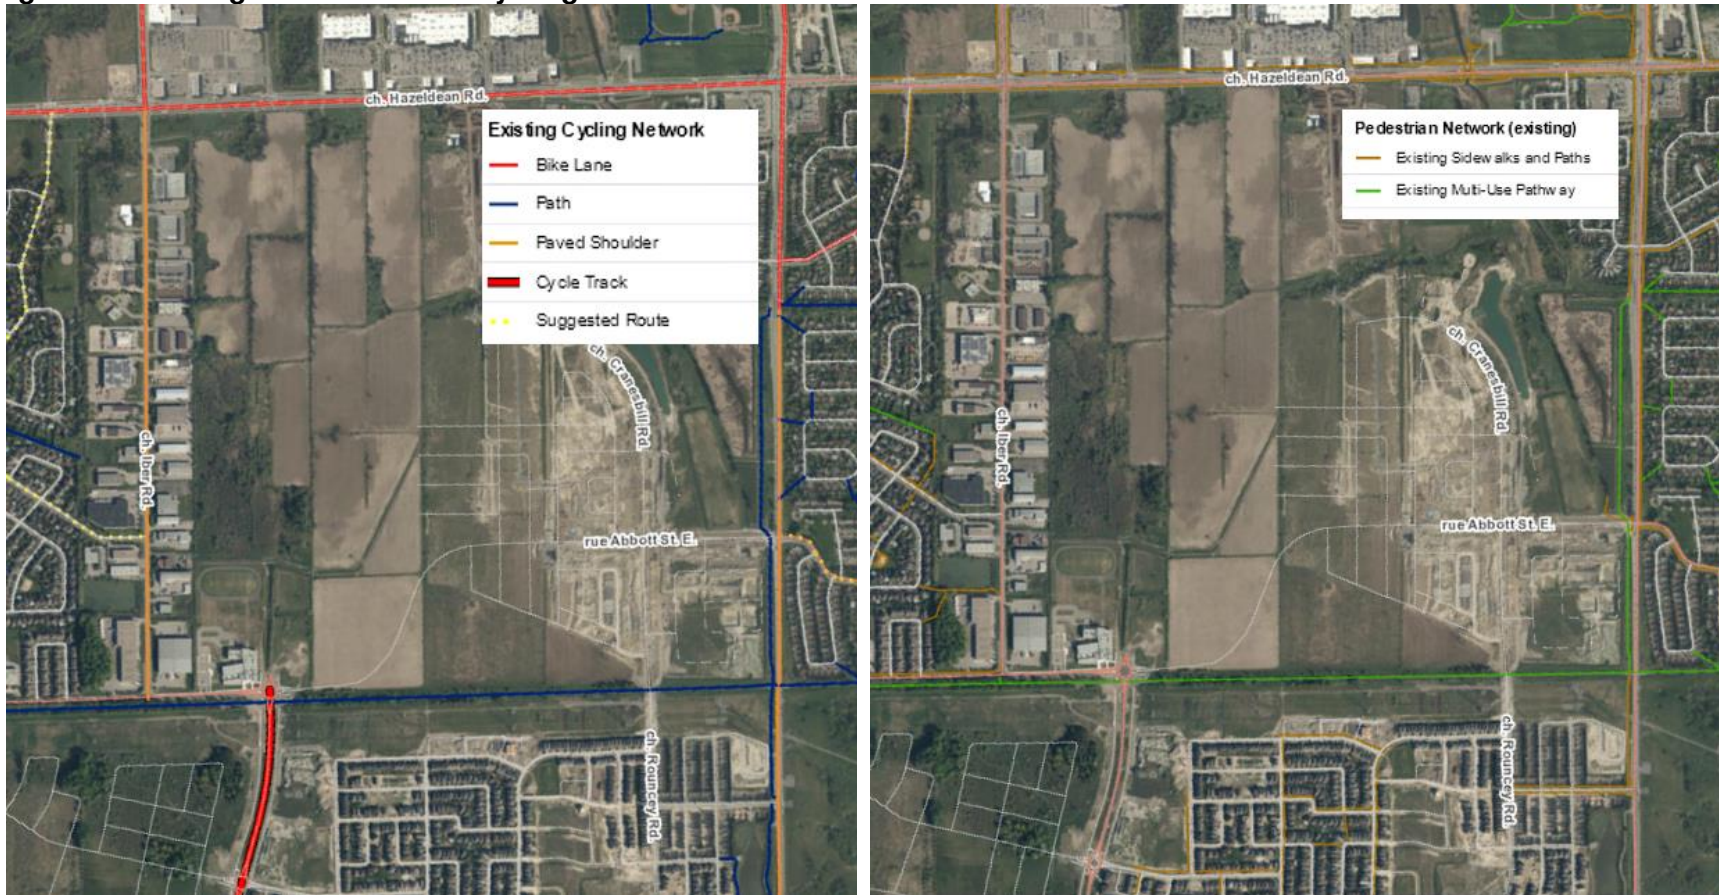 ch. Hazeldean Rd.
Existing Cycling Network
Bike Lane
Path
Paved Shoulder
Cycle Track
Suggested Route
ch. Cranesbill Rd.
ch. Iber Rd.
rue Abbott St. E.
ch. Rouncey Rd.
ch. Hazeldean Rd.
Pedestrian Network (existing)
Existing Sidewalks and Paths
Existing Multi-Use Pathway
ch. Cranesbill Rd.
ch. Iber Rd.
rue Abbott St. E.
ch. Rouncey Rd.